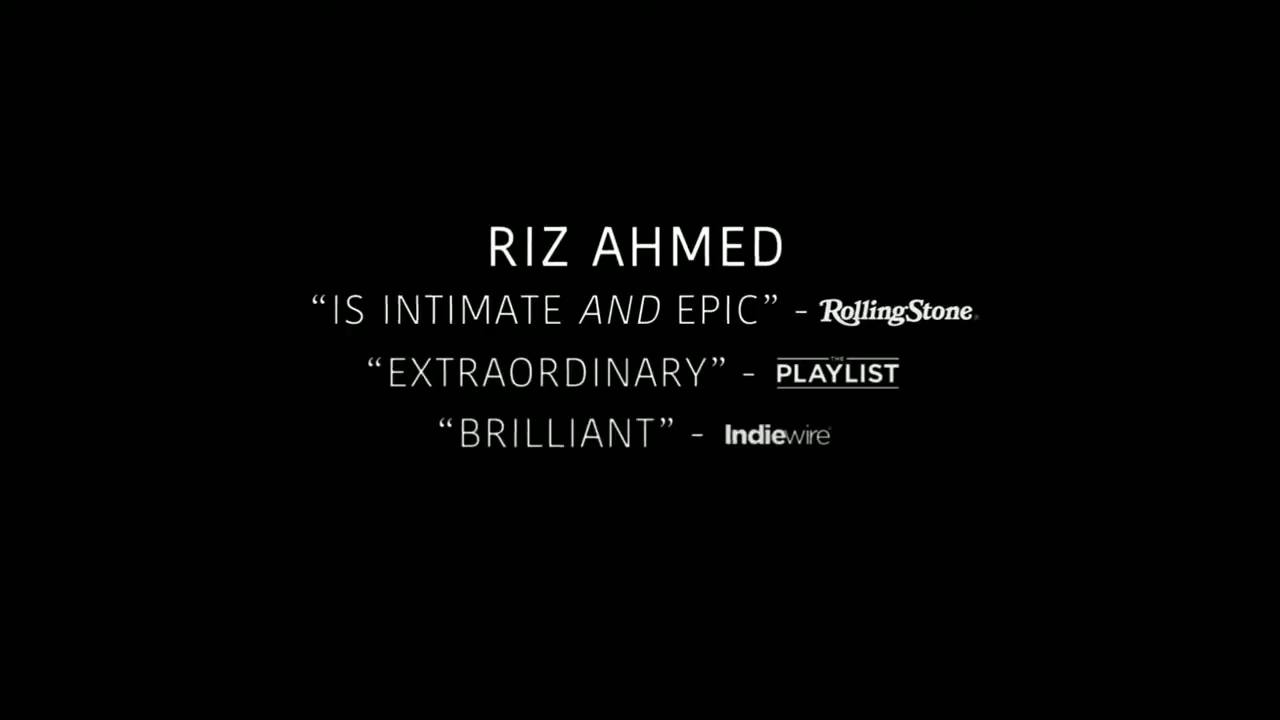 RIZ AHMED
“IS INTIMATE AND EPIC” - RollingStone
“EXTRAORDINARY” - THE PLAYLIST
“BRILLIANT” - Indiewire